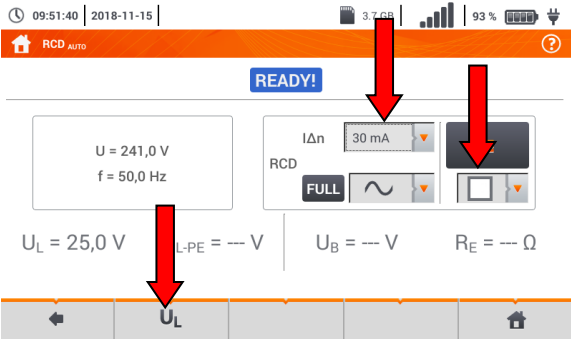 09:51:40 2018-11-15 3.7 GB 93 %
RCD AUTO ?
READY!
U = 241,0 V
f = 50,0 Hz
IΔn 30 mA
RCD
FULL
UL = 25,0 V L-PE = --- V UB = --- V RE = --- Ω
UL